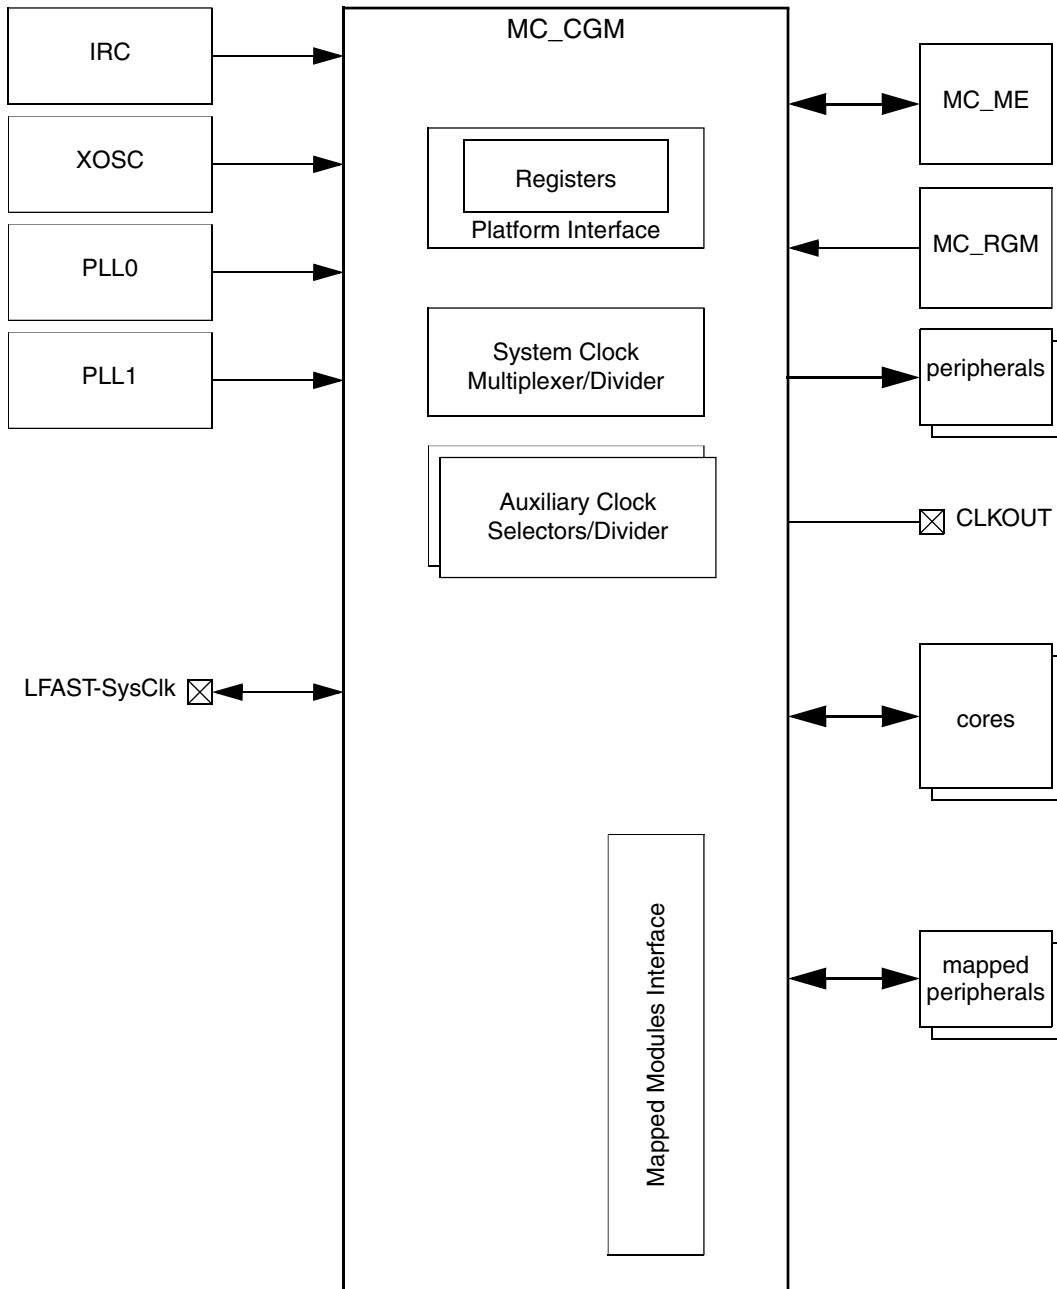 MC_CGM
IRC
XOSC
PLL0
PLL1
LFAST-SysClk
Registers
Platform Interface
System Clock
Multiplexer/Divider
Auxiliary Clock
Selectors/Divider
Mapped Modules Interface
MC_ME
MC_RGM
peripherals
CLKOUT
cores
mapped
peripherals